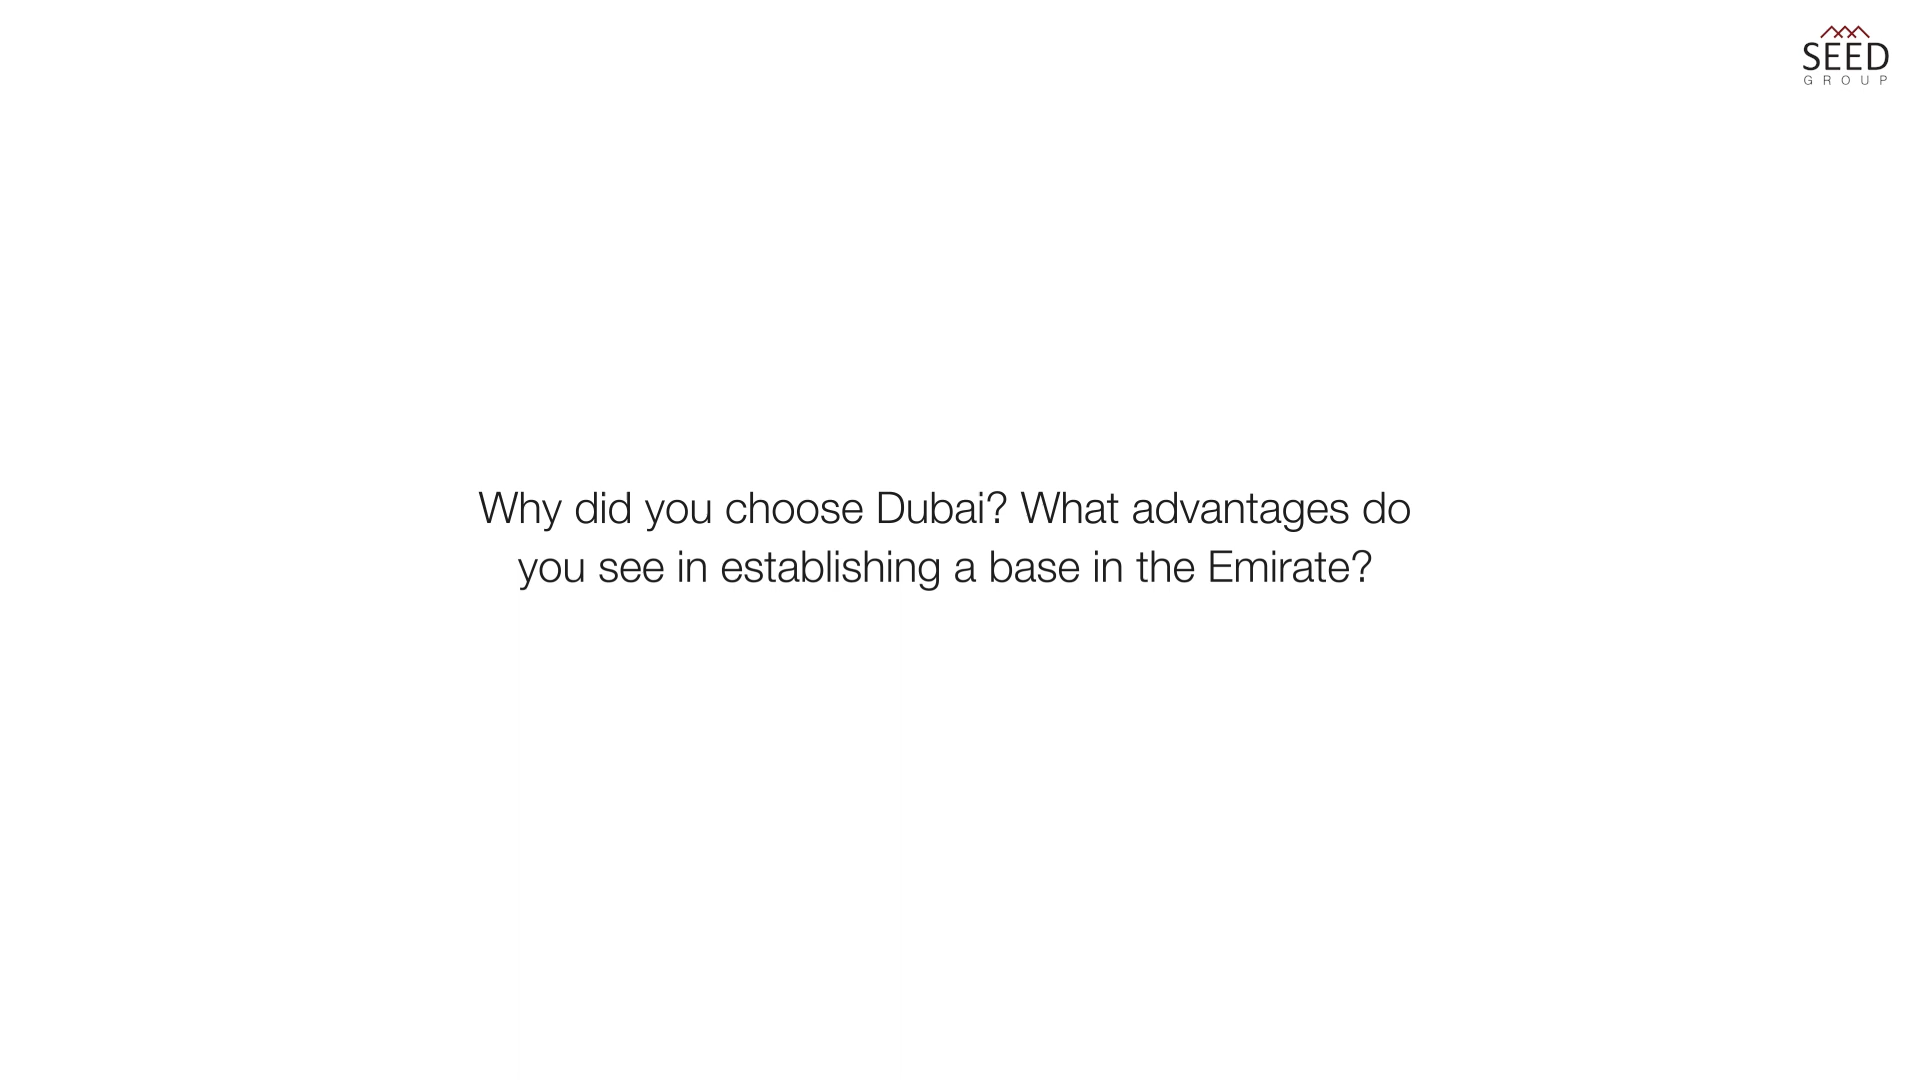 SEED
GROUP
Why did you choose Dubai? What advantages do
you see in establishing a base in the Emirate?